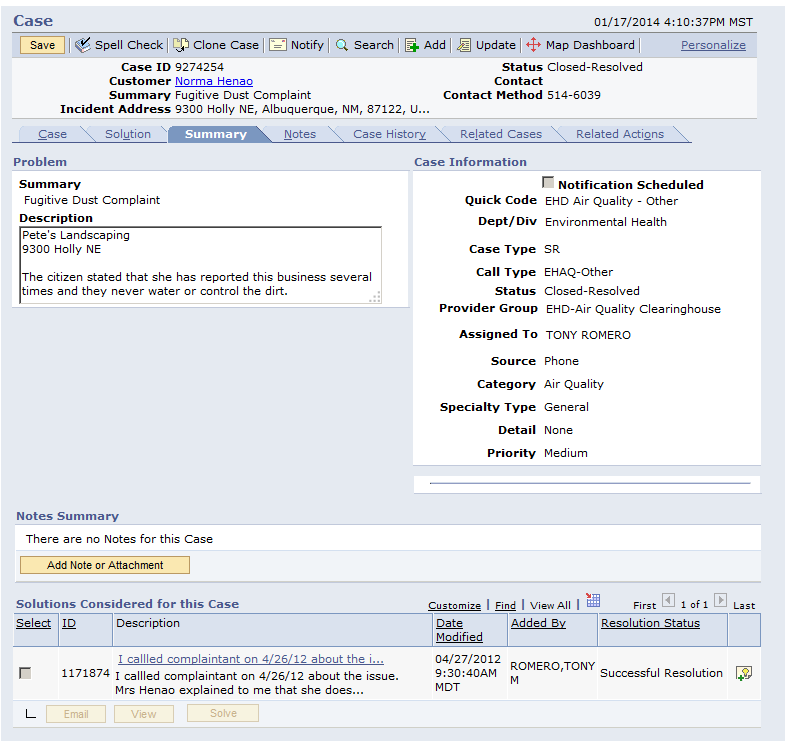 Case
01/17/2014 4:10:37PM MST
Save Spell Check Clone Case Notify Search Add Update Map Dashboard Personalize
Case ID 9274254 Status Closed-Resolved
Customer Norma Henao Contact
Summary Fugitive Dust Complaint Contact Method 514-6039
Incident Address 9300 Holly NE, Albuquerque, NM, 87122, U...
Case Solution Summary Notes Case History Related Cases Related Actions
Problem
Summary
Fugitive Dust Complaint
Description
Pete's Landscaping
9300 Holly NE
The citizen stated that she has reported this business several
times and they never water or control the dirt.
Case Information
Notification Scheduled
Quick Code EHD Air Quality - Other
Dept/Div Environmental Health
Case Type SR
Call Type EHAQ-Other
Status Closed-Resolved
Provider Group EHD-Air Quality Clearinghouse
Assigned To TONY ROMERO
Source Phone
Category Air Quality
Specialty Type General
Detail None
Priority Medium
Notes Summary
There are no Notes for this Case
Add Note or Attachment
Solutions Considered for this Case Customize | Find | View All | First 1 of 1 Last
Select ID Description Date Modified Added By Resolution Status
I callled complaintant on 4/26/12 about the i...
1171874 I callled complaintant on 4/26/12 about the issue.
Mrs Henao explained to me that she does...
04/27/2012
9:30:40AM
MDT
ROMERO,TONY
M
Successful Resolution
Email View Solve